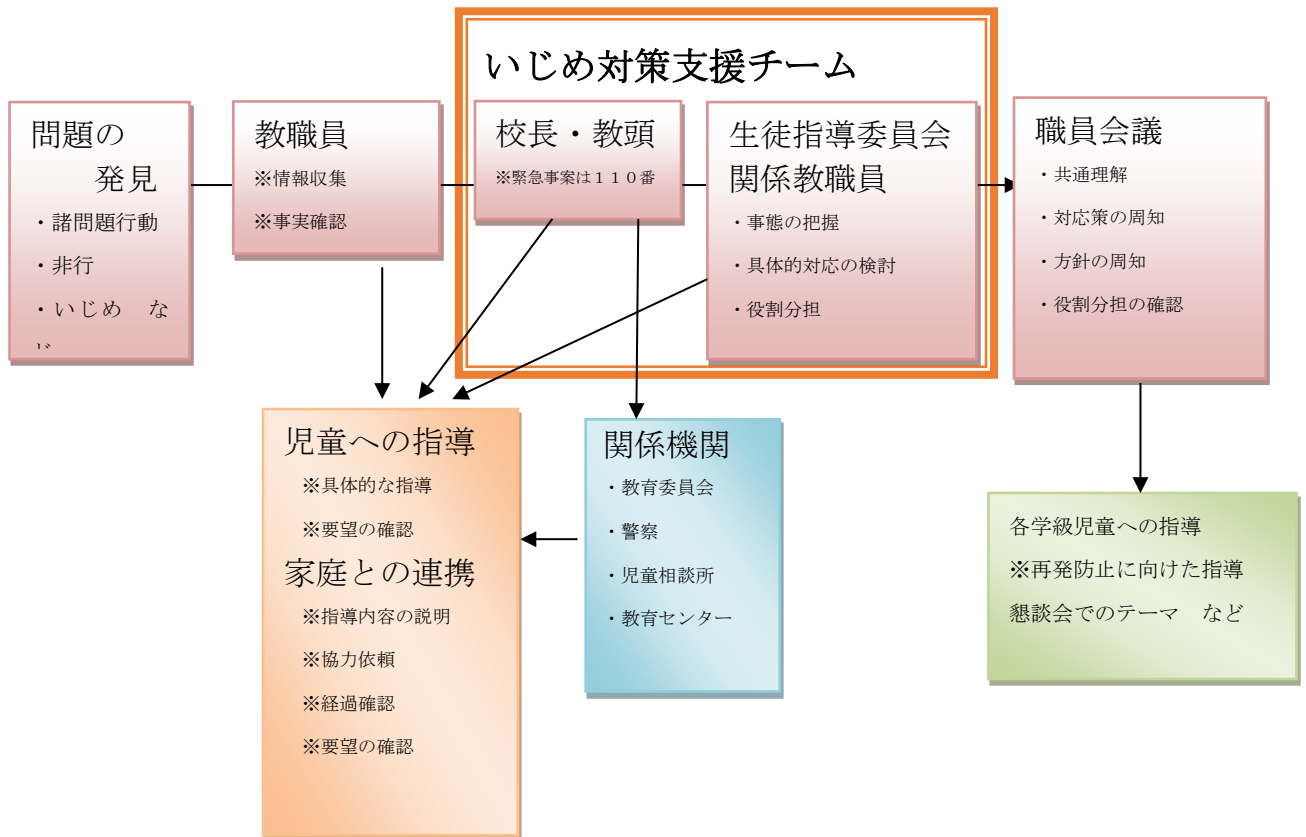 いじめ対策支援チーム
問題の
発見
・諸問題行動
・非行
・いじめ　な
教職員
※情報収集
※事実確認
校長・教頭
※緊急事案は１１０番
生徒指導委員会
関係教職員
・事態の把握
・具体的対応の検討
・役割分担
職員会議
・共通理解
・対応策の周知
・方針の周知
・役割分担の確認
児童への指導
※具体的な指導
※要望の確認
家庭との連携
※指導内容の説明
※協力依頼
※経過確認
※要望の確認
関係機関
・教育委員会
・警察
・児童相談所
・教育センター
各学級児童への指導
※再発防止に向けた指導
懇談会でのテーマ　など